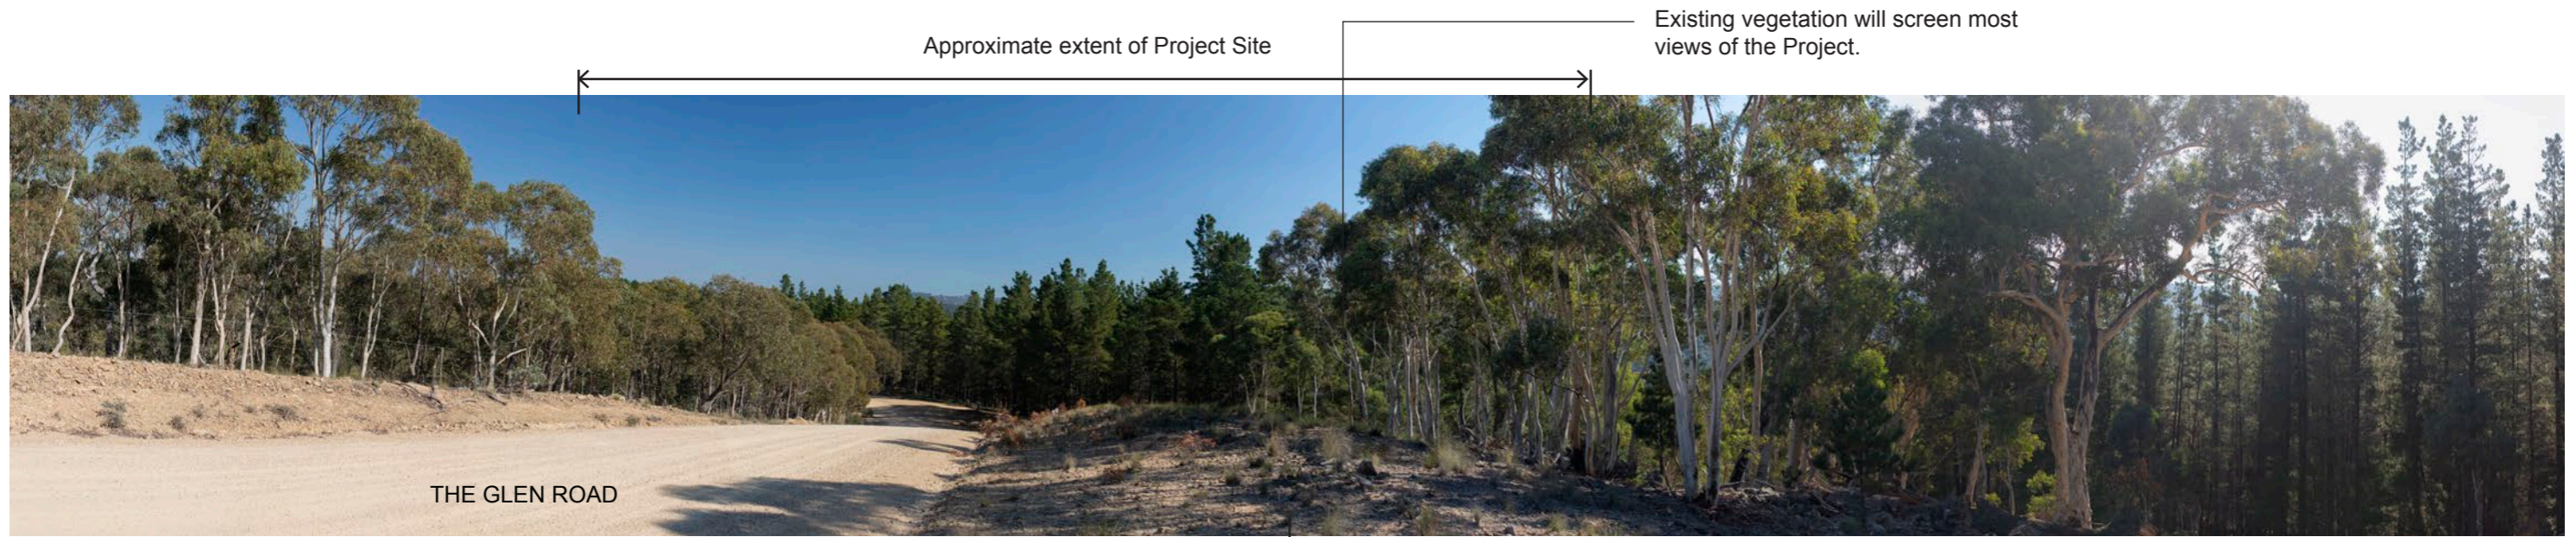 Approximate extent of Project Site
Existing vegetation will screen most
views of the Project.
THE GLEN ROAD